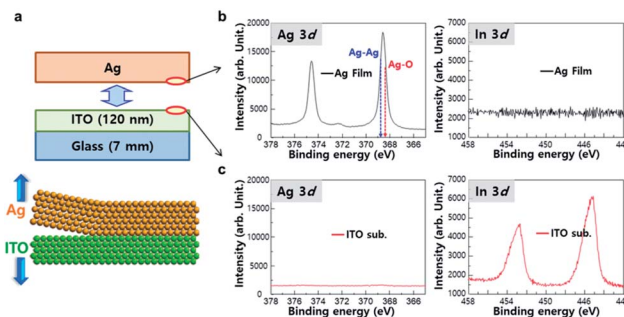 a
Ag
ITO (120 nm)
Glass (7 mm)
Ag
ITO
b
Ag 3d
Ag-Ag
Ag-O
Ag Film
Intensity (arb. Unit.)
20000
15000
10000
5000
0
378 376 374 372 370 368 366
Binding energy (eV)
In 3d
Ag Film
Intensity (arb. Unit.)
7000
6000
5000
4000
3000
2000
458 454 450 445
Binding energy (eV)
c
Ag 3d
ITO sub.
Intensity (arb. Unit.)
20000
15000
10000
5000
0
378 376 374 372 370 368 366
Binding energy (eV)
In 3d
ITO sub.
Intensity (arb. Unit.)
7000
6000
5000
4000
3000
2000
1000
458 454 450 445
Binding energy (eV)